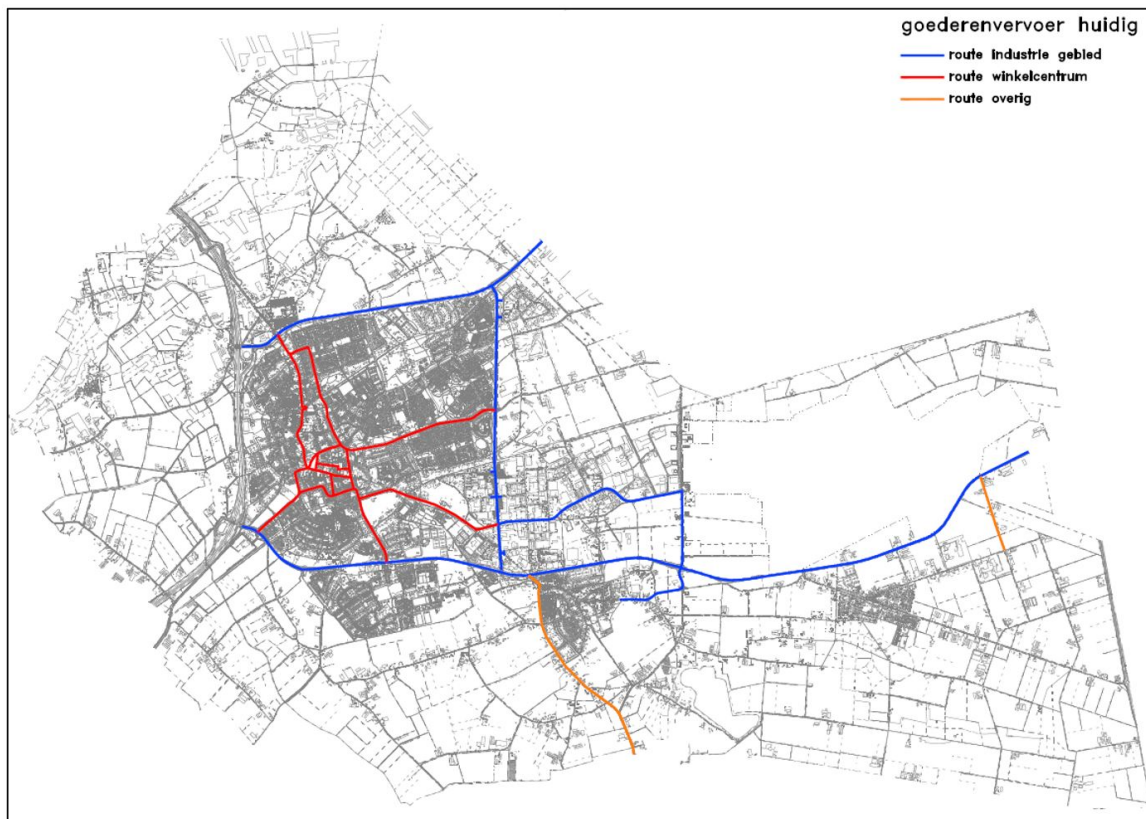 goederenvervoer huidig
route industrie gebied
route winkelcentrum
route overig